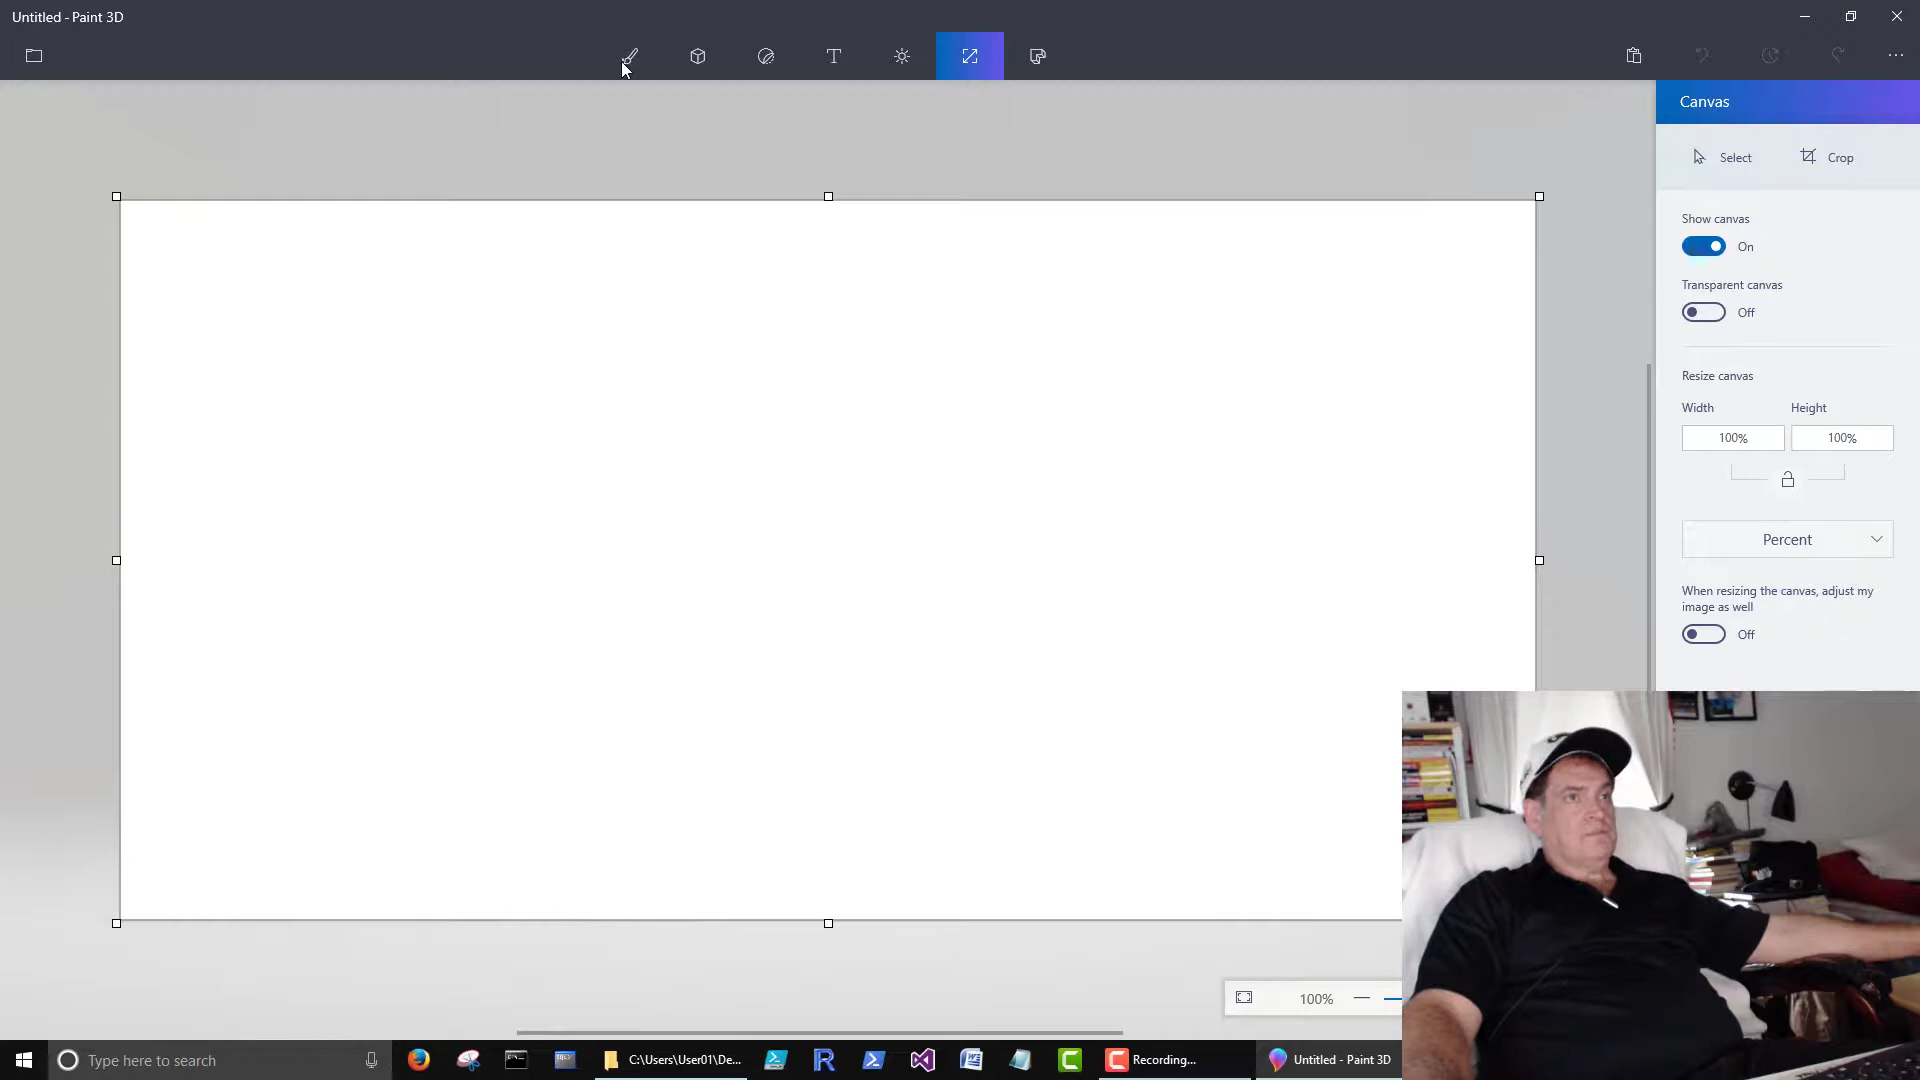 Untitled - Paint 3D
Canvas
Select
Crop
Show canvas
On
Transparent canvas
Off
Resize canvas
Width Height
100% 100%
Percent
When resizing the canvas, adjust my
image as well
Off
100%
Type here to search
C:\Users\User01\De...
Recording...
Untitled - Paint 3D